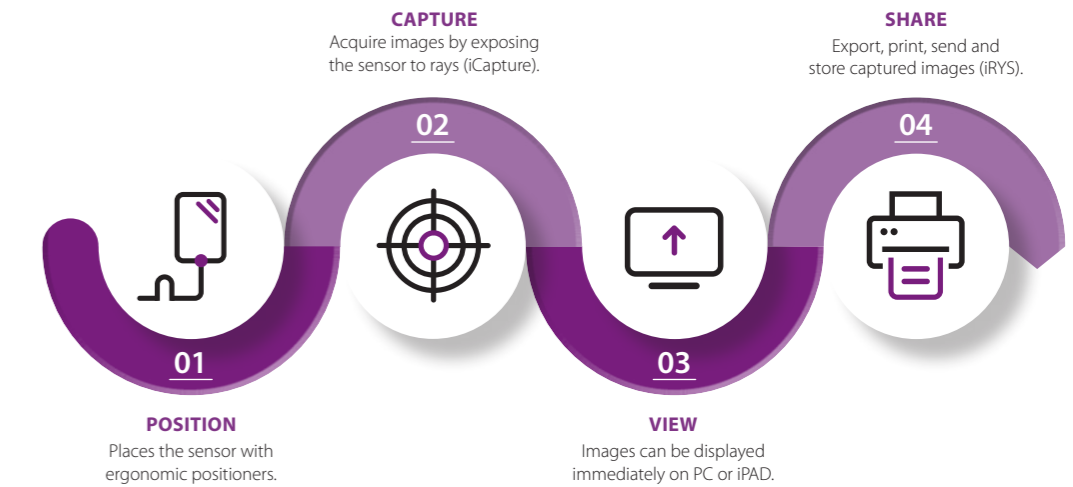 01
POSITION
Places the sensor with
ergonomic positioners.
CAPTURE
Acquire images by exposing
the sensor to rays (iCapture).
02
03
VIEW
Images can be displayed
immediately on PC or iPAD.
SHARE
Export, print, send and
store captured images (iRYS).
04